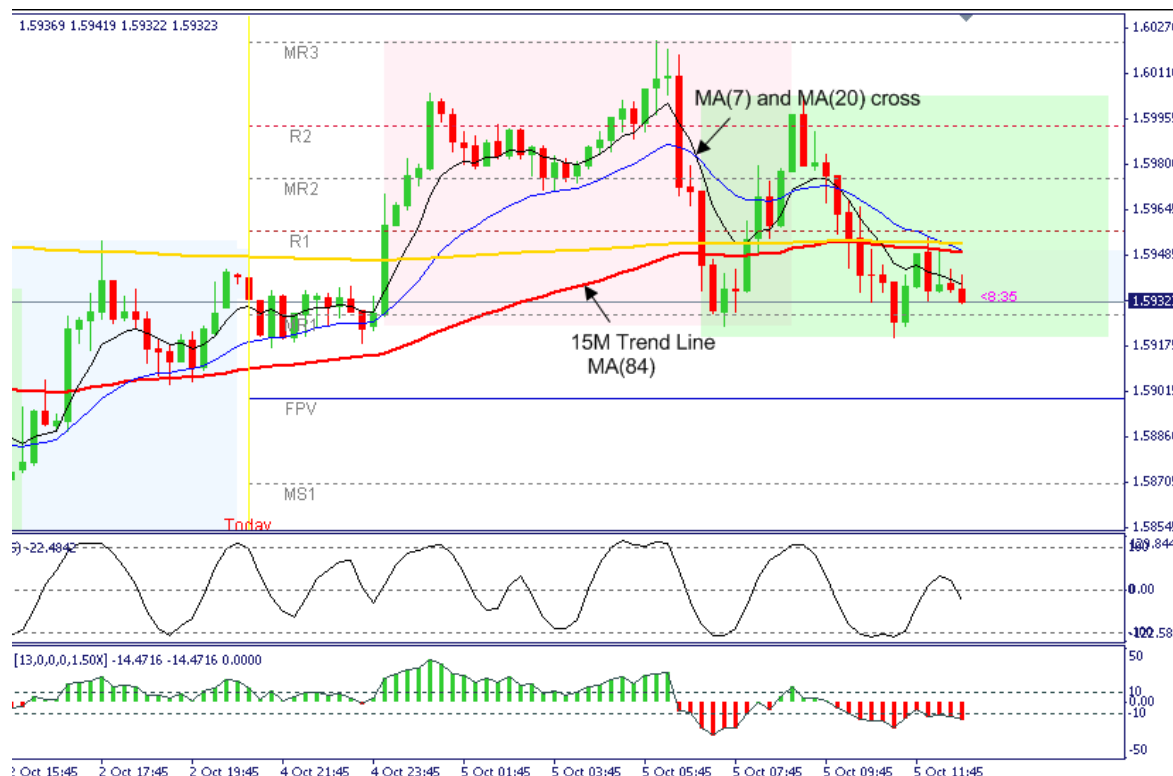 1.59369 1.59419 1.59322 1.59323
1.60270
MR3
1.60110
MA(7) and MA(20) cross
1.59955
R2
1.59800
MR2
1.59645
R1
1.59485
<8:35
1.5932
15M Trend Line
MA(84)
1.59175
1.59015
FPV
1.58860
1.58705
MS1
Today
1.58545
5) -22.4842
0.00
[13,0,0,0,1.50X] -14.4716 -14.4716 0.0000
50
10
0.00
-10
-50
2 Oct 15:45 2 Oct 17:45 2 Oct 19:45 4 Oct 21:45 4 Oct 23:45 5 Oct 01:45 5 Oct 03:45 5 Oct 05:45 5 Oct 07:45 5 Oct 09:45 5 Oct 11:45